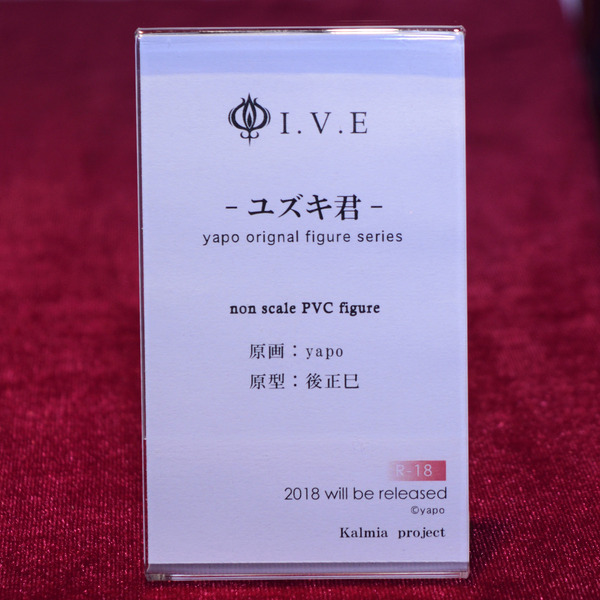 I.V.E
- ユズキ君 -
yapo orignal figure series
non scale PVC figure
原画：yapo
原型：後正巳
R-18
2018 will be released
©yapo
Kalmia project